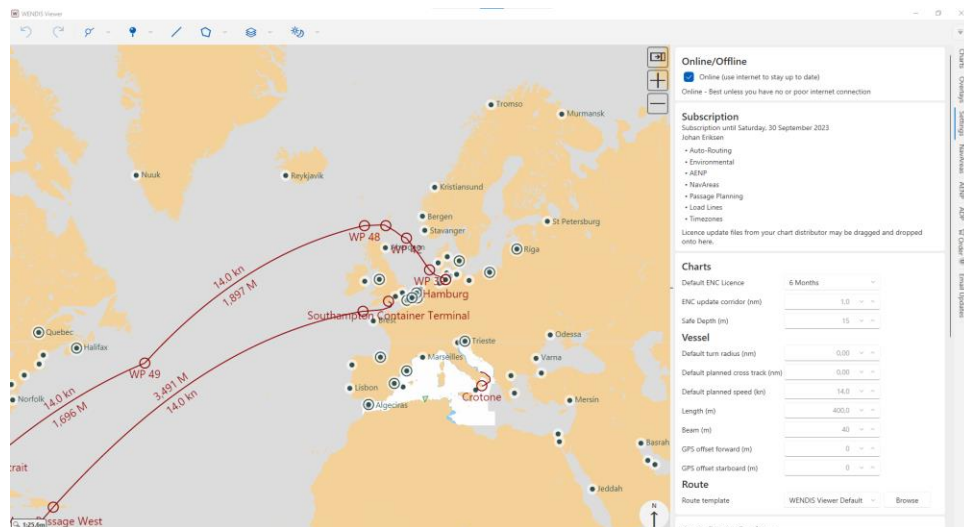 WENDIS Viewer
Tromso
Murmansk
Nuuk
Reykjavik
Kristiansund
Bergen
Stavanger
St Petersburg
WP 48
WP 42
Riga
14.0 kn
1,897 M
Hamburg
Southampton Container Terminal
Brest
Quebec
Halifax
Trieste
Odessa
WP 49
Marseilles
Varna
3,491 M
14.0 kn
14.0 kn
1,696 M
Norfolk
Lisbon
Crotone
Mersin
Algeciras
Basrah
rait
Jeddah
ssage West
N
Online/Offline
Online (use internet to stay up to date)
Online - Best unless you have no or poor internet connection
Subscription
Subscription until Saturday, 30 September 2023
Johan Eriksen
• Auto-Routing
• Environmental
• AENP
• NavAreas
• Passage Planning
• Load Lines
• Timezones
Licence update files from your chart distributor may be dragged and dropped
onto here.
Charts
Default ENC Licence 6 Months
ENC update corridor (nm) 1,0
Safe Depth (m) 15
Vessel
Default turn radius (nm) 0,00
Default planned cross track (nm) 0,00
Default planned speed (kn) 14,0
Length (m) 400,0
Beam (m) 40
GPS offset forward (m) 0
GPS offset starboard (m) 0
Route
Route template WENDIS Viewer Default Browse
Charts
Overlays
Settings
NavAreas
AENP
ADP
Order
Email Updates